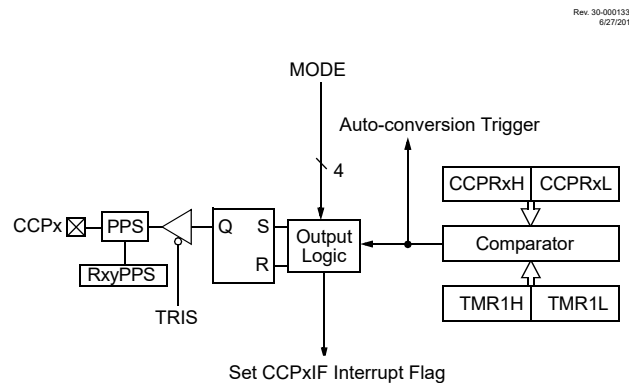 Rev. 30-000133
6/27/201
MODE
4
Auto-conversion Trigger
CCPRxH CCPRxL
CCPx
PPS
Q
S
R
Output
Logic
Comparator
RxyPPS
TRIS
TMR1H TMR1L
Set CCPxIF Interrupt Flag